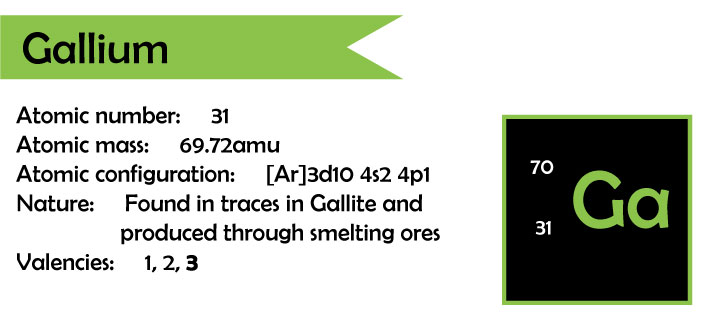 Gallium
Atomic number: 31
Atomic mass: 69.72amu
Atomic configuration: [Ar]3d10 4s2 4p1
Nature: Found in traces in Gallite and
produced through smelting ores
Valencies: 1, 2, 3
70
Ga
31